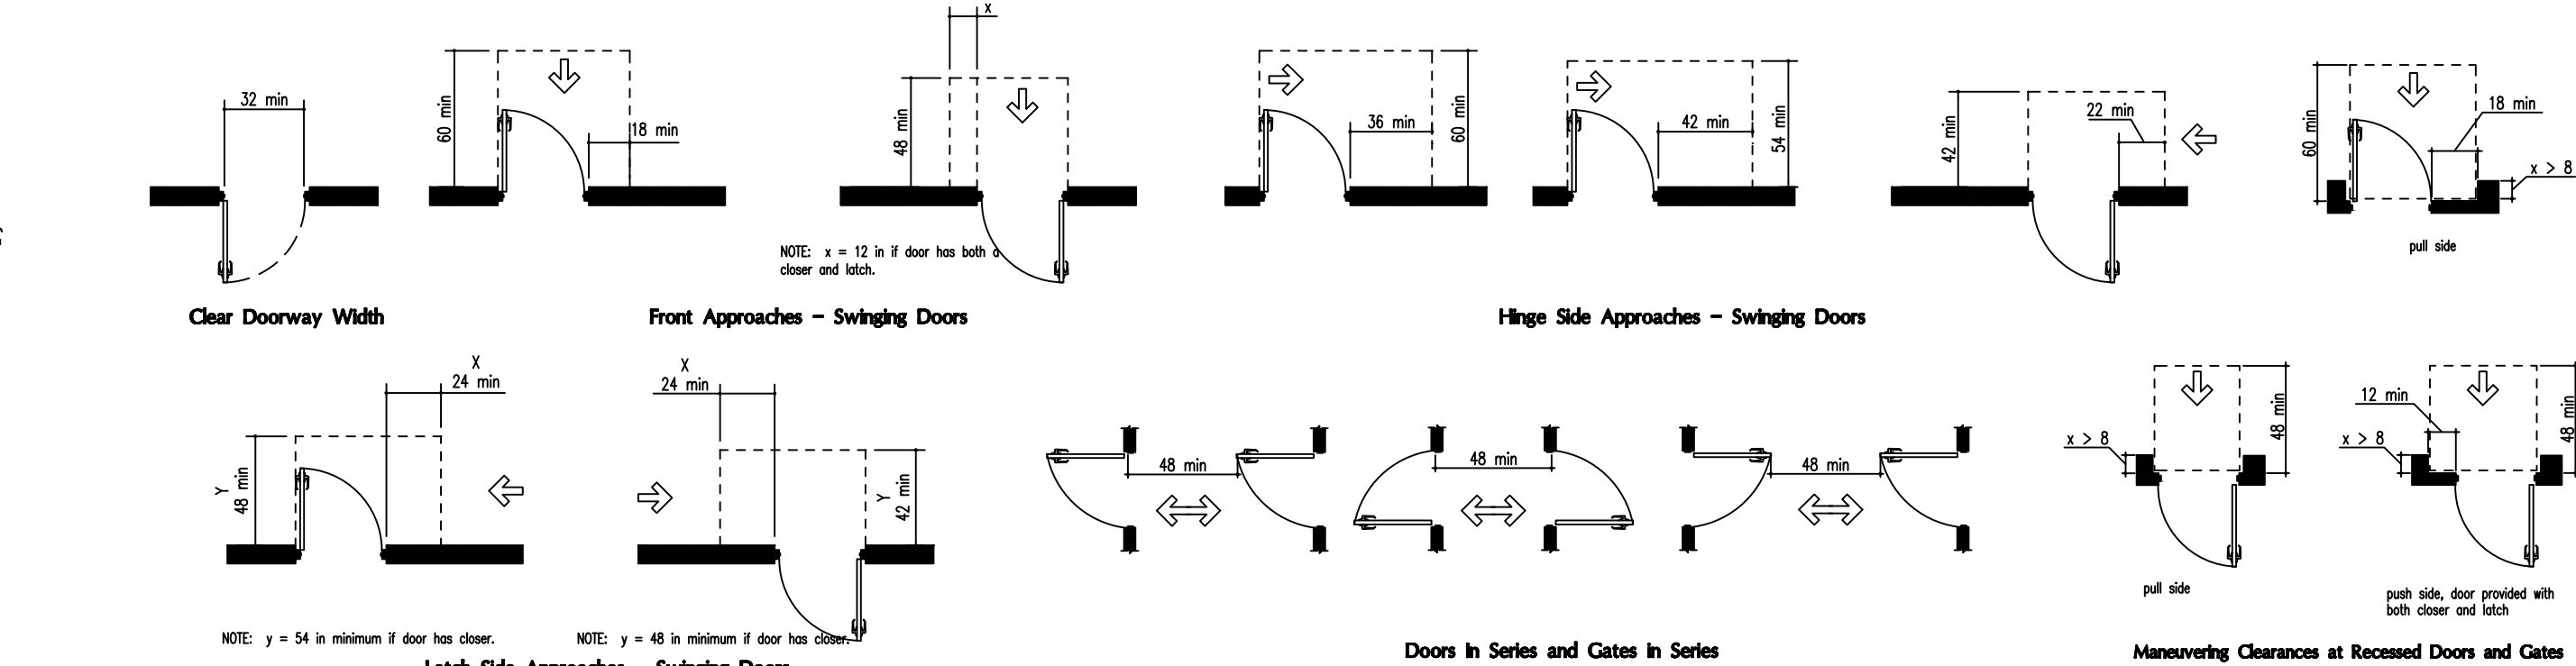 32 min
Clear Doorway Width
60 min
18 min
x
48 min
NOTE: x = 12 in if door has both a
closer and latch.
Front Approaches - Swinging Doors
36 min
60 min
42 min
54 min
42 min
22 min
Hinge Side Approaches - Swinging Doors
60 min
18 min
x > 8
pull side
X
24 min
Y
48 min
NOTE: y = 54 in minimum if door has closer.
X
24 min
Y
42 min
NOTE: y = 48 in minimum if door has closer.
Latch Side Approaches - Swinging Doors
48 min
48 min
48 min
Doors in Series and Gates in Series
x > 8
48 min
pull side
12 min
x > 8
48 min
push side, door provided with
both closer and latch
Maneuvering Clearances at Recessed Doors and Gates